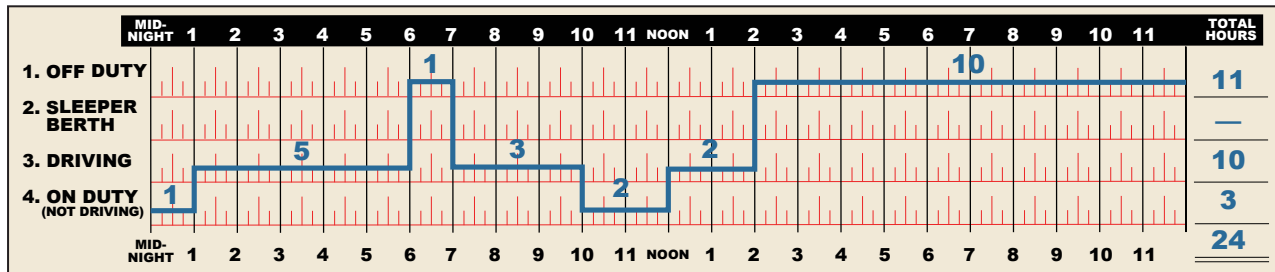 MID-NIGHT 1 2 3 4 5 6 7 8 9 10 11 NOON 1 2 3 4 5 6 7 8 9 10 11 TOTAL HOURS
1. OFF DUTY 1 10 11
2. SLEEPER BERTH —
3. DRIVING 5 3 2 10
4. ON DUTY (NOT DRIVING) 1 2 3
MID-NIGHT 1 2 3 4 5 6 7 8 9 10 11 NOON 1 2 3 4 5 6 7 8 9 10 11 24